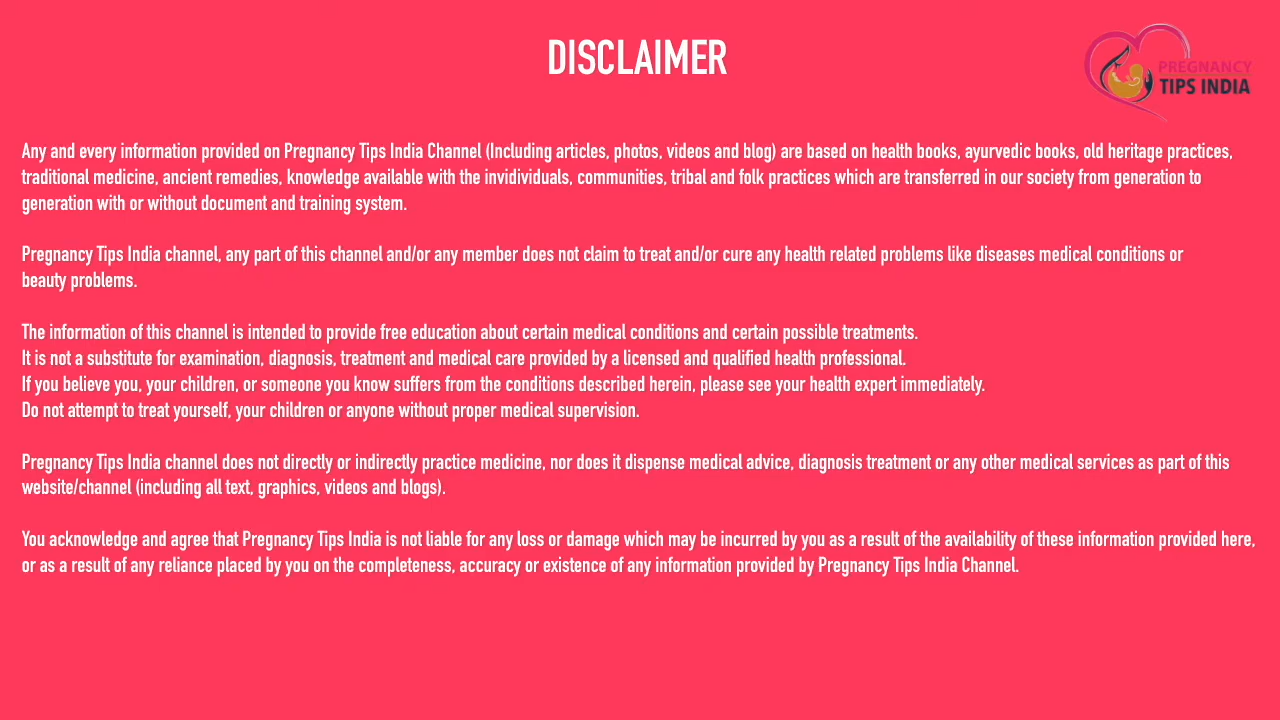 DISCLAIMER
PREGNANCY
TIPS INDIA
Any and every information provided on Pregnancy Tips India Channel (Including articles, photos, videos and blog) are based on health books, ayurvedic books, old heritage practices,
traditional medicine, ancient remedies, knowledge available with the invidividuals, communities, tribal and folk practices which are transferred in our society from generation to
generation with or without document and training system.
Pregnancy Tips India channel, any part of this channel and/or any member does not claim to treat and/or cure any health related problems like diseases medical conditions or
beauty problems.
The information of this channel is intended to provide free education about certain medical conditions and certain possible treatments.
It is not a substitute for examination, diagnosis, treatment and medical care provided by a licensed and qualified health professional.
If you believe you, your children, or someone you know suffers from the conditions described herein, please see your health expert immediately.
Do not attempt to treat yourself, your children or anyone without proper medical supervision.
Pregnancy Tips India channel does not directly or indirectly practice medicine, nor does it dispense medical advice, diagnosis treatment or any other medical services as part of this
website/channel (including all text, graphics, videos and blogs).
You acknowledge and agree that Pregnancy Tips India is not liable for any loss or damage which may be incurred by you as a result of the availability of these information provided here,
or as a result of any reliance placed by you on the completeness, accuracy or existence of any information provided by Pregnancy Tips India Channel.